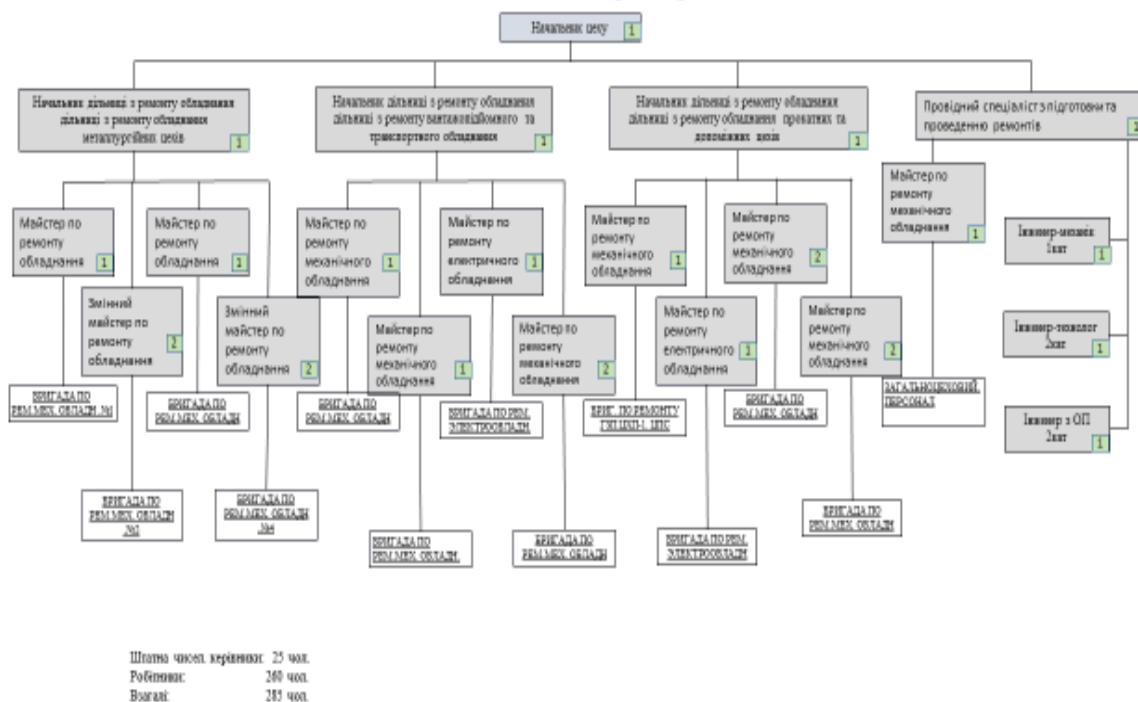 Начальник цеху 1
Начальник дільниці з ремонту обладнання
дільниці з ремонту обладнання
металлургійних цехів 1
Начальник дільниці з ремонту обладнання
дільниці з ремонту вантажопідйомного та
транспортного обладнання 1
Начальник дільниці з ремонту обладнання
дільниці з ремонту обладнання прокатних та
допоміжних цехів 1
Провідний спеціаліст з підготовки та
проведенню ремонтів 1
Майстер по
ремонту
обладнання 1
Змінний
майстер по
ремонту
обладнання 2
Майстер по
ремонту
обладнання 1
Змінний
майстер по
ремонту
обладнання 2
Майстер по
ремонту
механічного
обладнання 1
Майстер по
ремонту
механічного
обладнання 1
Майстер по
ремонту
електричного
обладнання 1
Майстер по
ремонту
механічного
обладнання 2
Майстер по
ремонту
механічного
обладнання 1
Майстер по
ремонту
електричного
обладнання 1
Майстер по
ремонту
механічного
обладнання 2
Майстер по
ремонту
механічного
обладнання 2
Майстер по
ремонту
механічного
обладнання 1
Інженер-механік
1кат 1
Інженер-технолог
2кат 1
Інженер з ОП
2кат 1
БРИГАДА ПО
РЕМ.МЕХ. ОБЛАДН .№1
БРИГАДА ПО
РЕМ.МЕХ. ОБЛАДН
БРИГАДА ПО
РЕМ.МЕХ. ОБЛАДН
БРИГАДА ПО РЕМ.
ЭЛЕКТРООБЛАДН
БРИГ. ПО РЕМОНТУ
БРИГАДА ПО
РЕМ.МЕХ. ОБЛАДН
ЗАГАЛЬНОЦЕХОВИЙ
ПЕРСОНАЛ
БРИГАДА ПО
РЕМ.МЕХ. ОБЛАДН
БРИГАДА ПО
РЕМ.МЕХ. ОБЛАДН
.№4
БРИГАДА ПО
РЕМ.МЕХ. ОБЛАДН.
БРИГАДА ПО
РЕМ.МЕХ. ОБЛАДН
БРИГАДА ПО РЕМ.
ЭЛЕКТРООБЛАДН
БРИГАДА ПО
РЕМ.МЕХ. ОБЛАДН
Штатна чисел. керівники: 25 чол.
Робітники: 260 чол.
Взагалі: 285 чол.